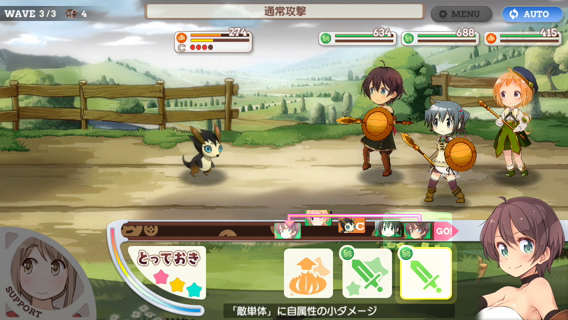 WAVE 3/3 4
通常攻撃
MENU
AUTO
274
C
634
688
415
C
GO!
とっておき
SUPPORT
「敵単体」に自属性の小ダメージ